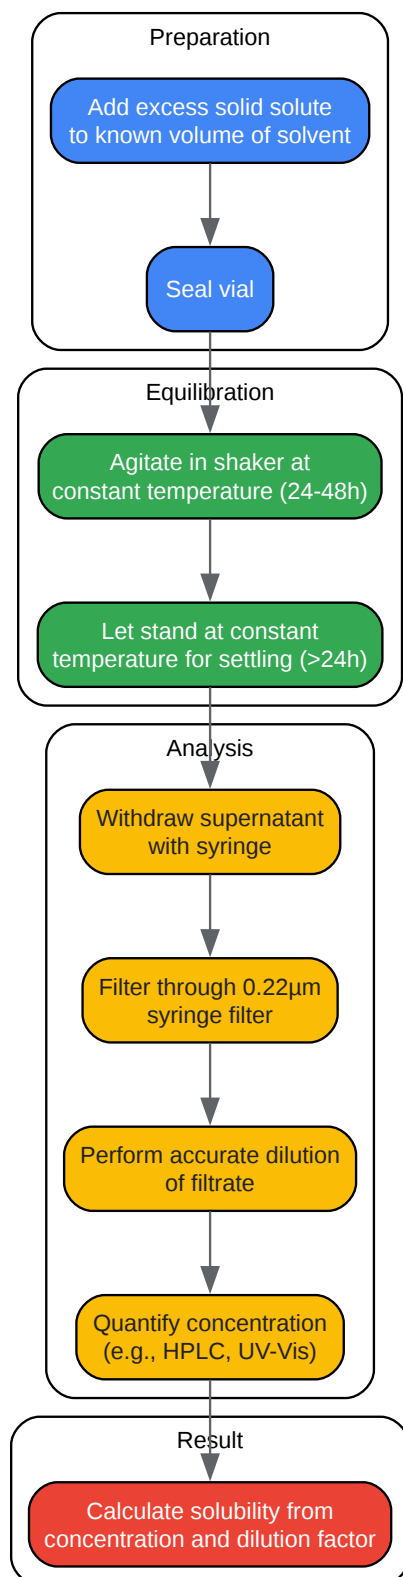 Preparation
Add excess solid solute
to known volume of solvent
Seal vial
Equilibration
Agitate in shaker at
constant temperature (24-48h)
Let stand at constant
temperature for settling (>24h)
Analysis
Withdraw supernatant
with syringe
Filter through 0.22µm
syringe filter
Perform accurate dilution
of filtrate
Quantify concentration
(e.g., HPLC, UV-Vis)
Result
Calculate solubility from
concentration and dilution factor